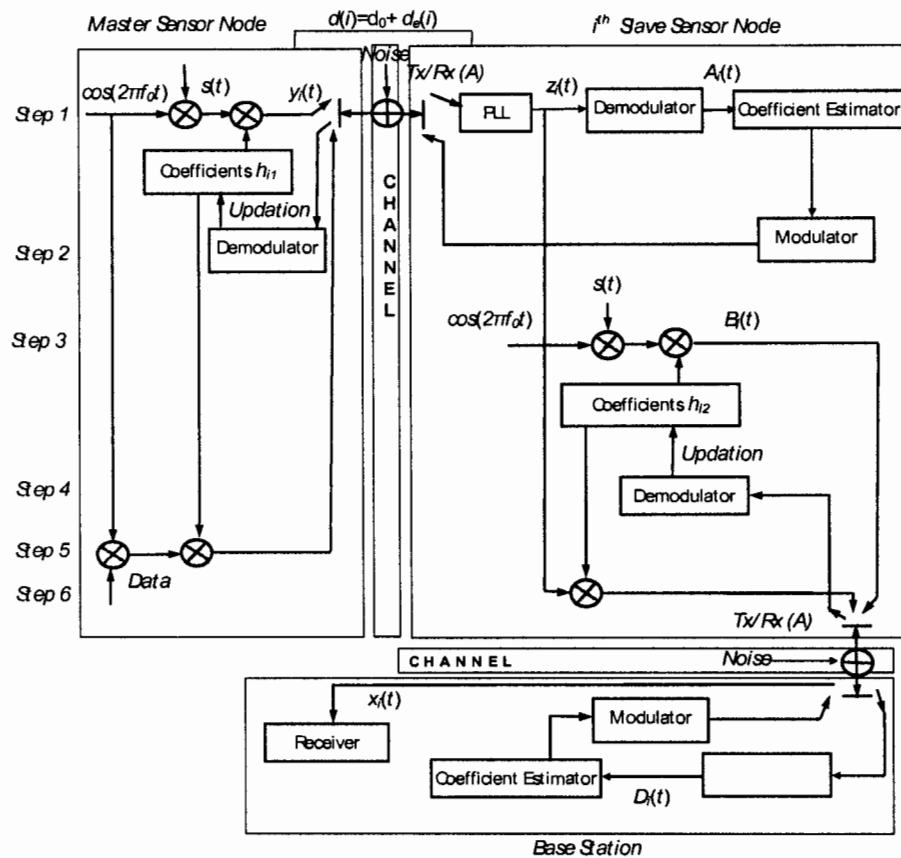 Master Sensor Node
d(i)=d0+ de(i)
ith Slave Sensor Node
Noise
Tx/Rx (A)
Step 1
cos(2πf0t)
s(t)
yi(t)
PLL
zi(t)
Demodulator
Ai(t)
Coefficient Estimator
Coefficients hi1
Updation
Demodulator
Step 2
Modulator
CHANNEL
s(t)
Step 3
cos(2πf0t)
Bi(t)
Coefficients hi2
Updation
Step 4
Demodulator
Step 5
Data
Step 6
Tx/Rx (A)
CHANNEL
Noise
xi(t)
Modulator
Receiver
Coefficient Estimator
Di(t)
Base Station